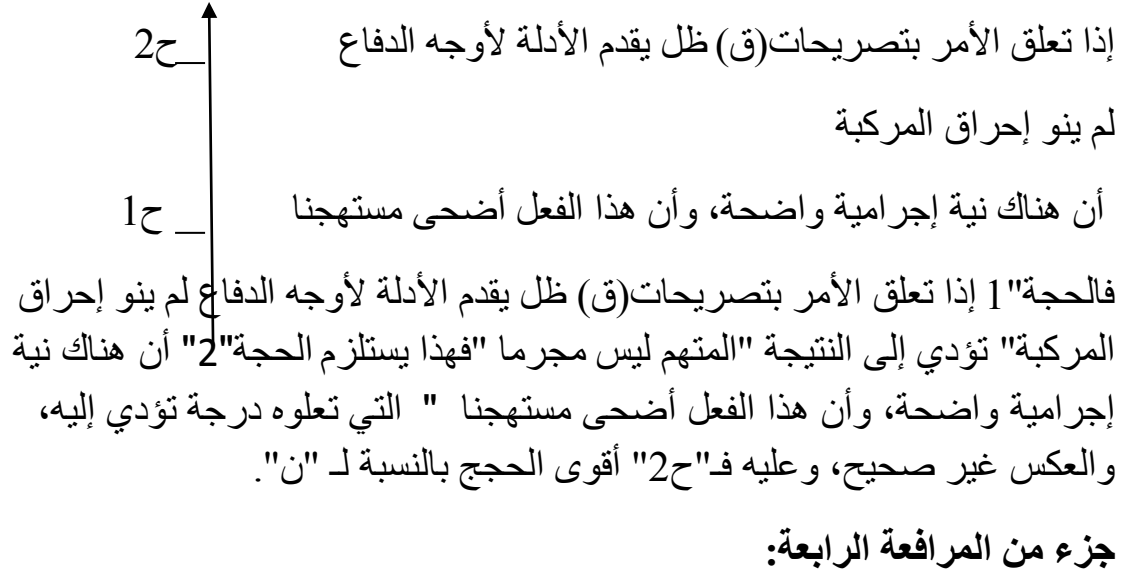 إذا تعلق الأمر بتصريحات(ق) ظل يقدم الأدلة لأوجه الدفاع _ح2
لم ينو إحراق المركبة
أن هناك نية إجرامية واضحة، وأن هذا الفعل أضحى مستهجنا _ ح1
فالحجة"1 إذا تعلق الأمر بتصريحات(ق) ظل يقدم الأدلة لأوجه الدفاع لم ينو إحراق
المركبة" تؤدي إلى النتيجة "المتهم ليس مجرما "فهذا يستلزم الحجة"2" أن هناك نية
إجرامية واضحة، وأن هذا الفعل أضحى مستهجنا " التي تعلوه درجة تؤدي إليه،
والعكس غير صحيح، وعليه فـ"ح2" أقوى الحجج بالنسبة لـ "ن".
جزء من المرافعة الرابعة: